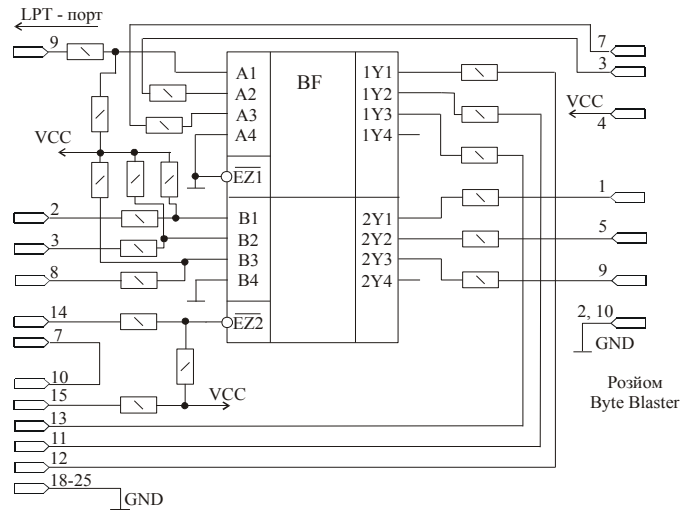 LPT - порт
9
7
3
A1
A2
A3
A4
BF
1Y1
1Y2
1Y3
1Y4
VCC
4
VCC
EZ1
1
2
B1
2Y1
3
B2
2Y2
5
8
B3
2Y3
9
B4
2Y4
14
EZ2
2, 10
7
GND
10
15
VCC
Розйом
Byte Blaster
13
11
12
18-25
GND